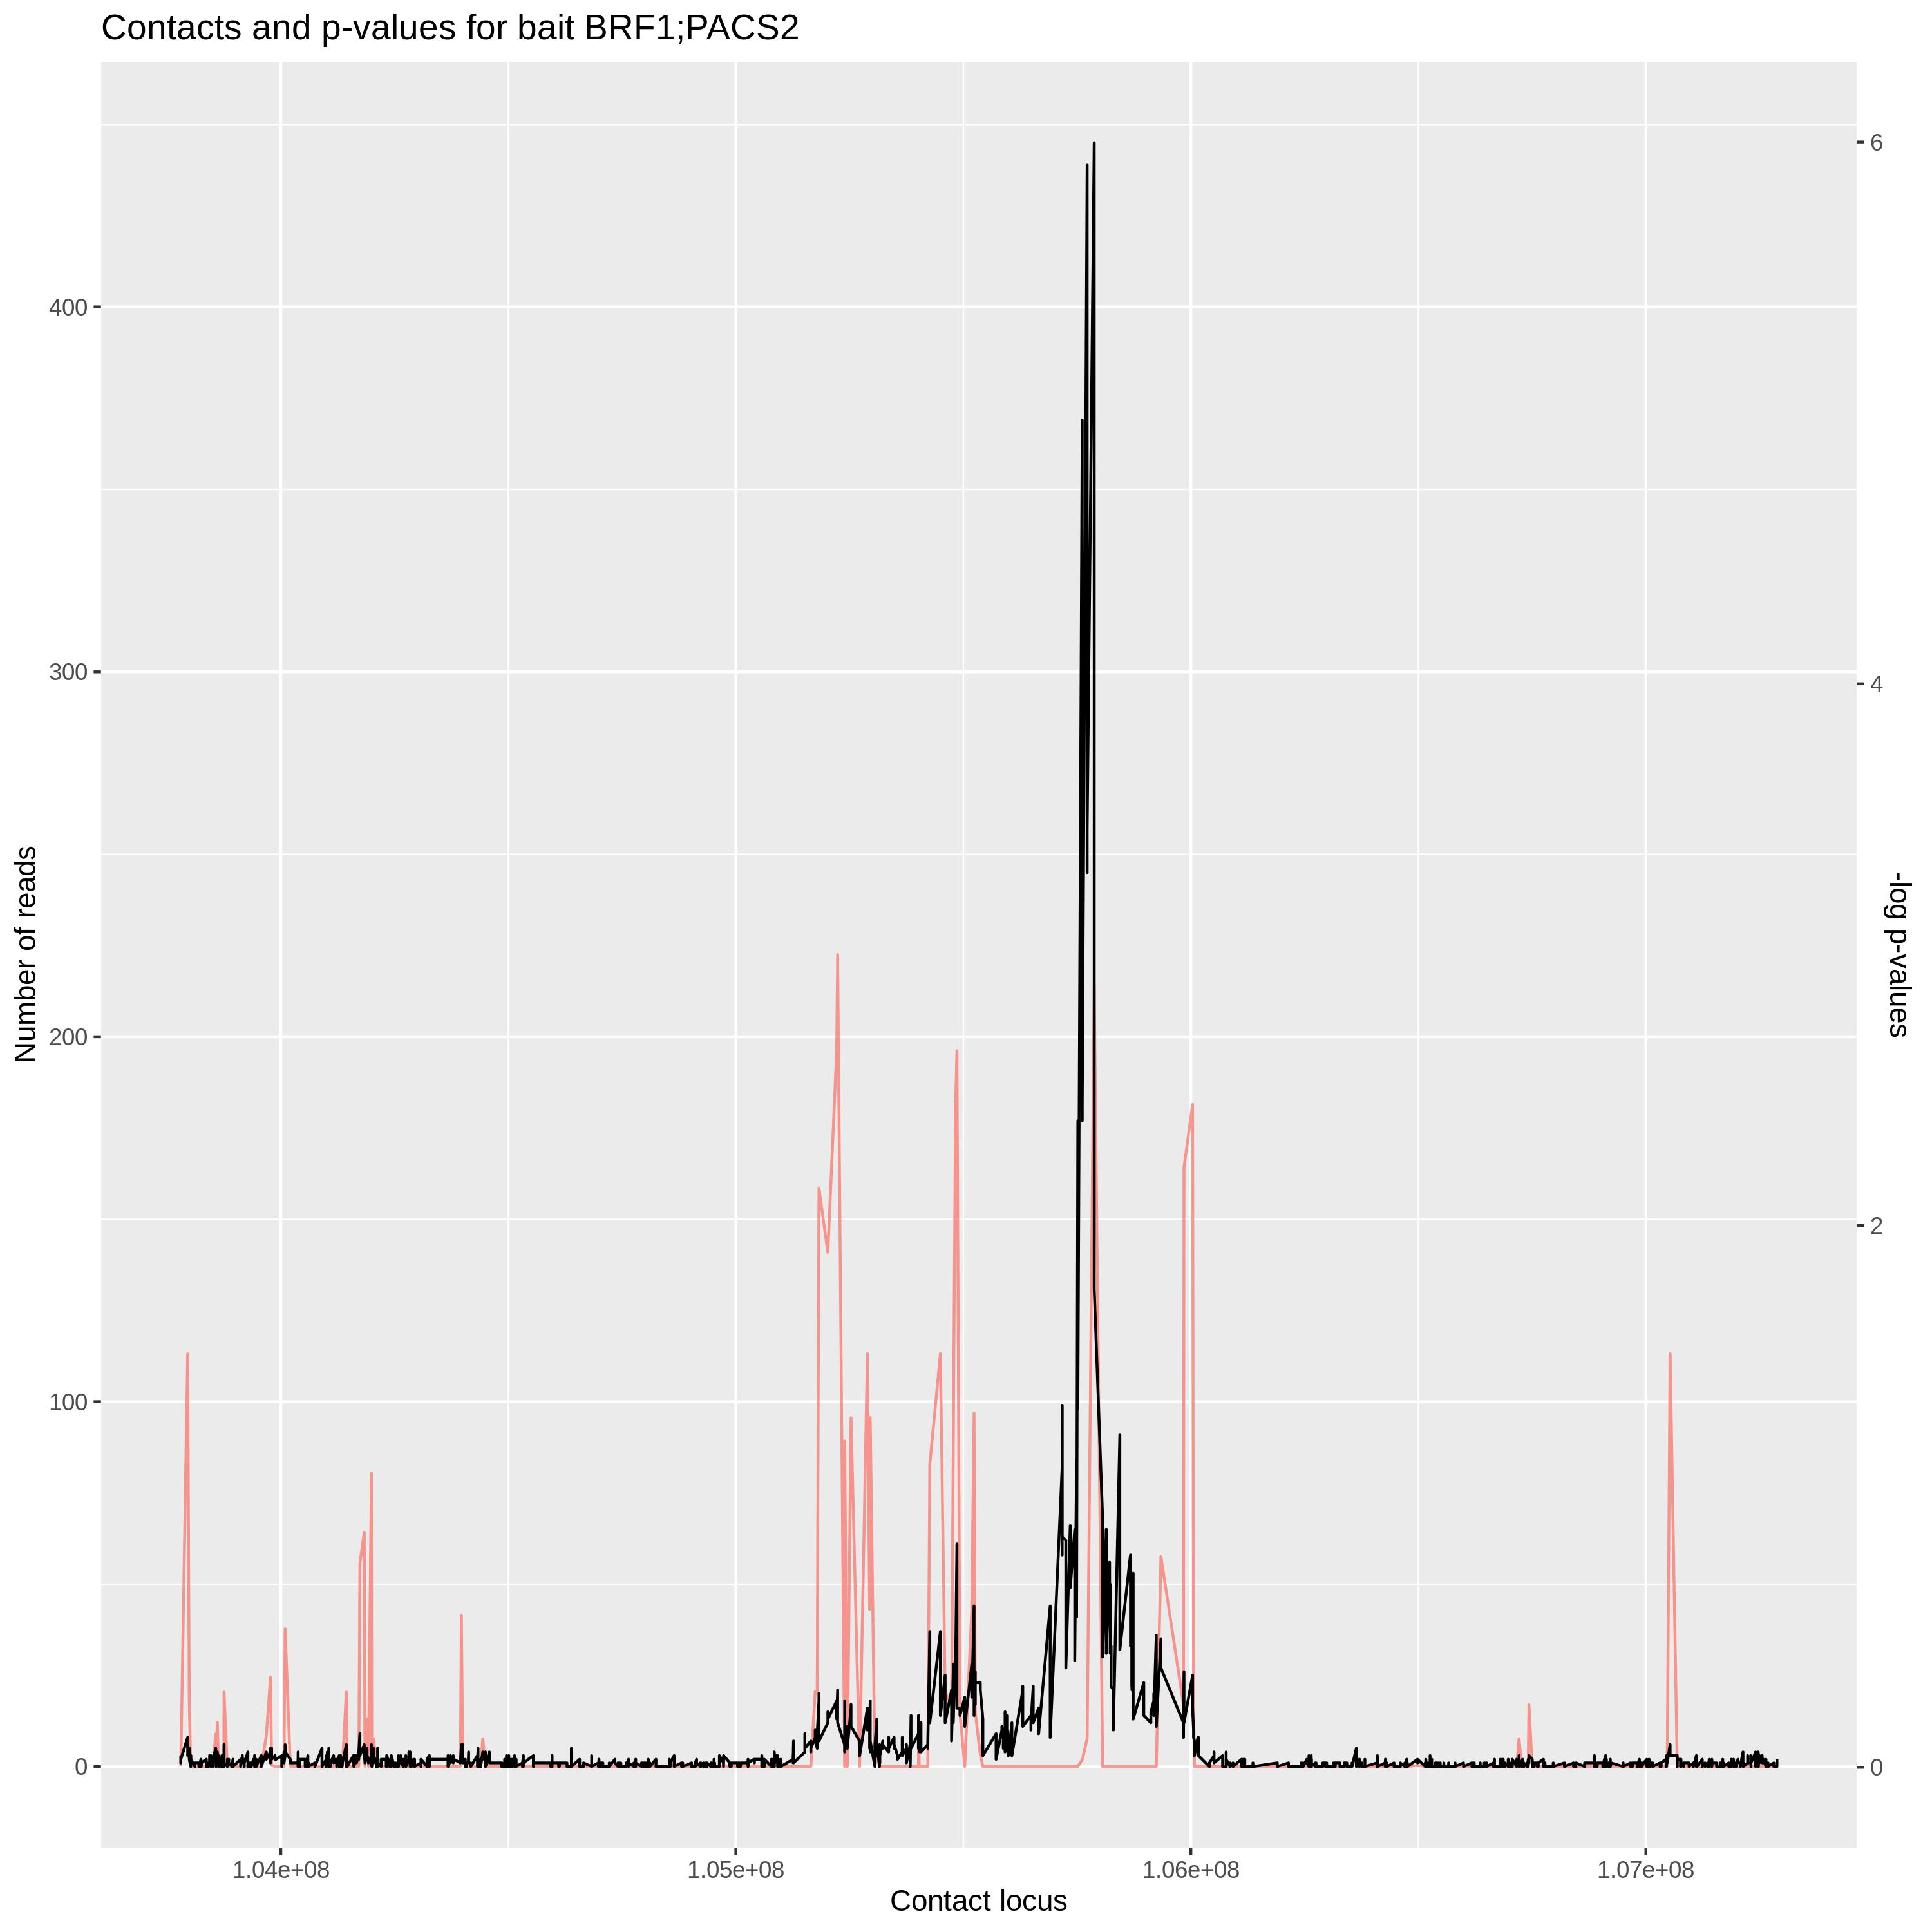 Contacts and p-values for bait BRF1;PACS2
Number of reads
400
300
200
100
0
6
4
2
0
-log p-values
1.04e+08
1.05e+08
1.06e+08
1.07e+08
Contact locus